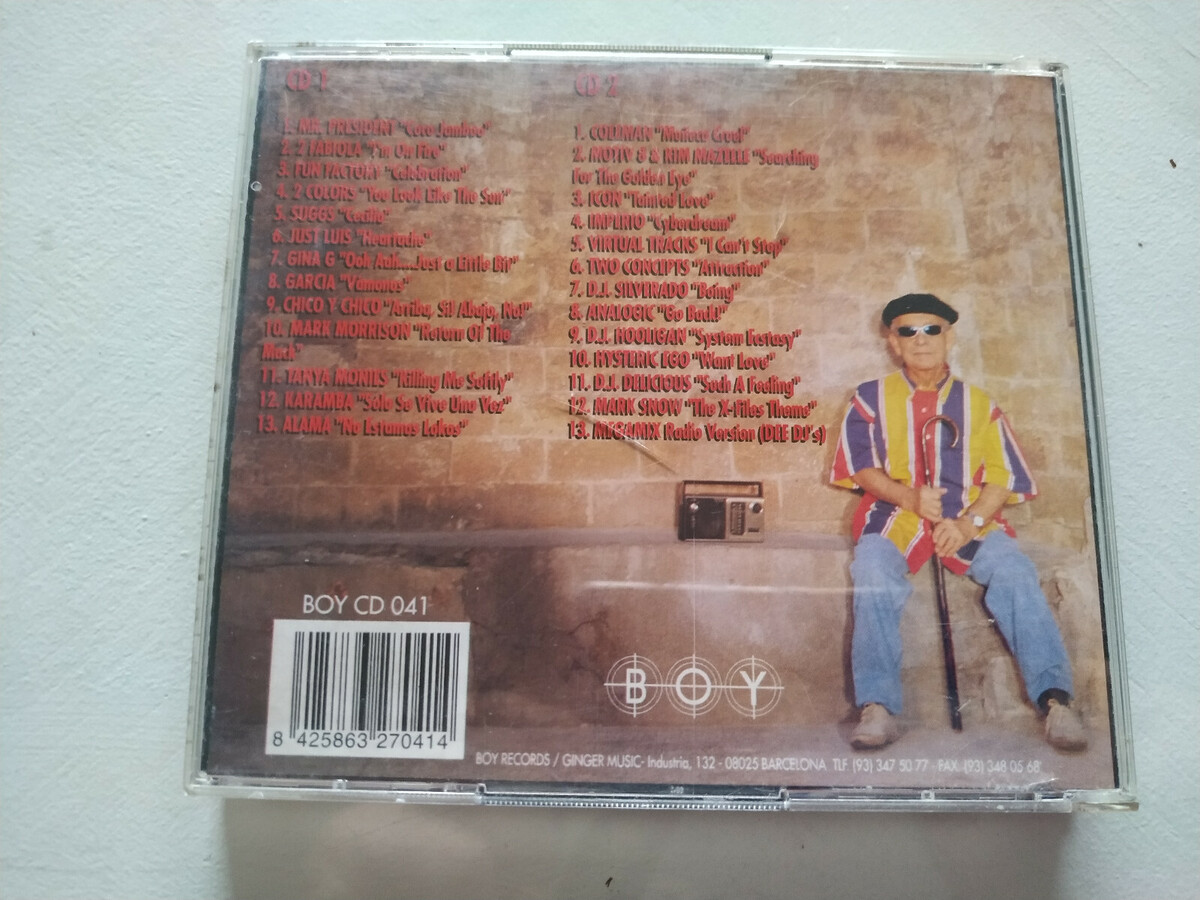 CD 1
1. MR. PRESIDENT "Coco Jamboo"
2. 2 FABIOLA "I'm On Fire"
3. FUN FACTORY "Celebration"
4. 2 COLORS "You Look Like The Sun"
5. SUGGS "Cecilia"
6. JUST LUIS "Heartache"
7. GINA G "Ooh Aah...Just a Little Bit"
8. GARCIA "Vamonos"
9. CHICO Y CHICO "Arriba, Si! Abajo, No!"
10. MARK MORRISON "Return Of The
Mack"
11. TANYA MONIES "Killing Me Softly"
12. KARAMBA "Sólo Se Vive Una Vez"
13. ALAMA "No Estamos Lokos"
CD 2
1. COLEMAN "Muñeca Cruel"
2. MOTIV 8 & KIM MAZELLE "Searching
For The Golden Eye"
3. ICON "Tainted Love"
4. IMPERIO "Cyberdream"
5. VIRTUAL TRACKS "I Can't Stop"
6. TWO CONCEPTS "Attraction"
7. D.J. SILVERADO "Boing"
8. ANALOGIC "Go Back!"
9. D.J. HOOLIGAN "System Ecstasy"
10. HYSTERIC EGO "Want Love"
11. D.J. DELICIOUS "Such A Feeling"
12. MARK SNOW "The X-Files Theme"
13. MEGAMIX Radio Version (DEE DJ's)
BOY CD 041
8 425863 270414
BOY
BOY RECORDS / GINGER MUSIC- Industria, 132 - 08025 BARCELONA TLF (93) 347 50 77 - FAX (93) 348 05 68